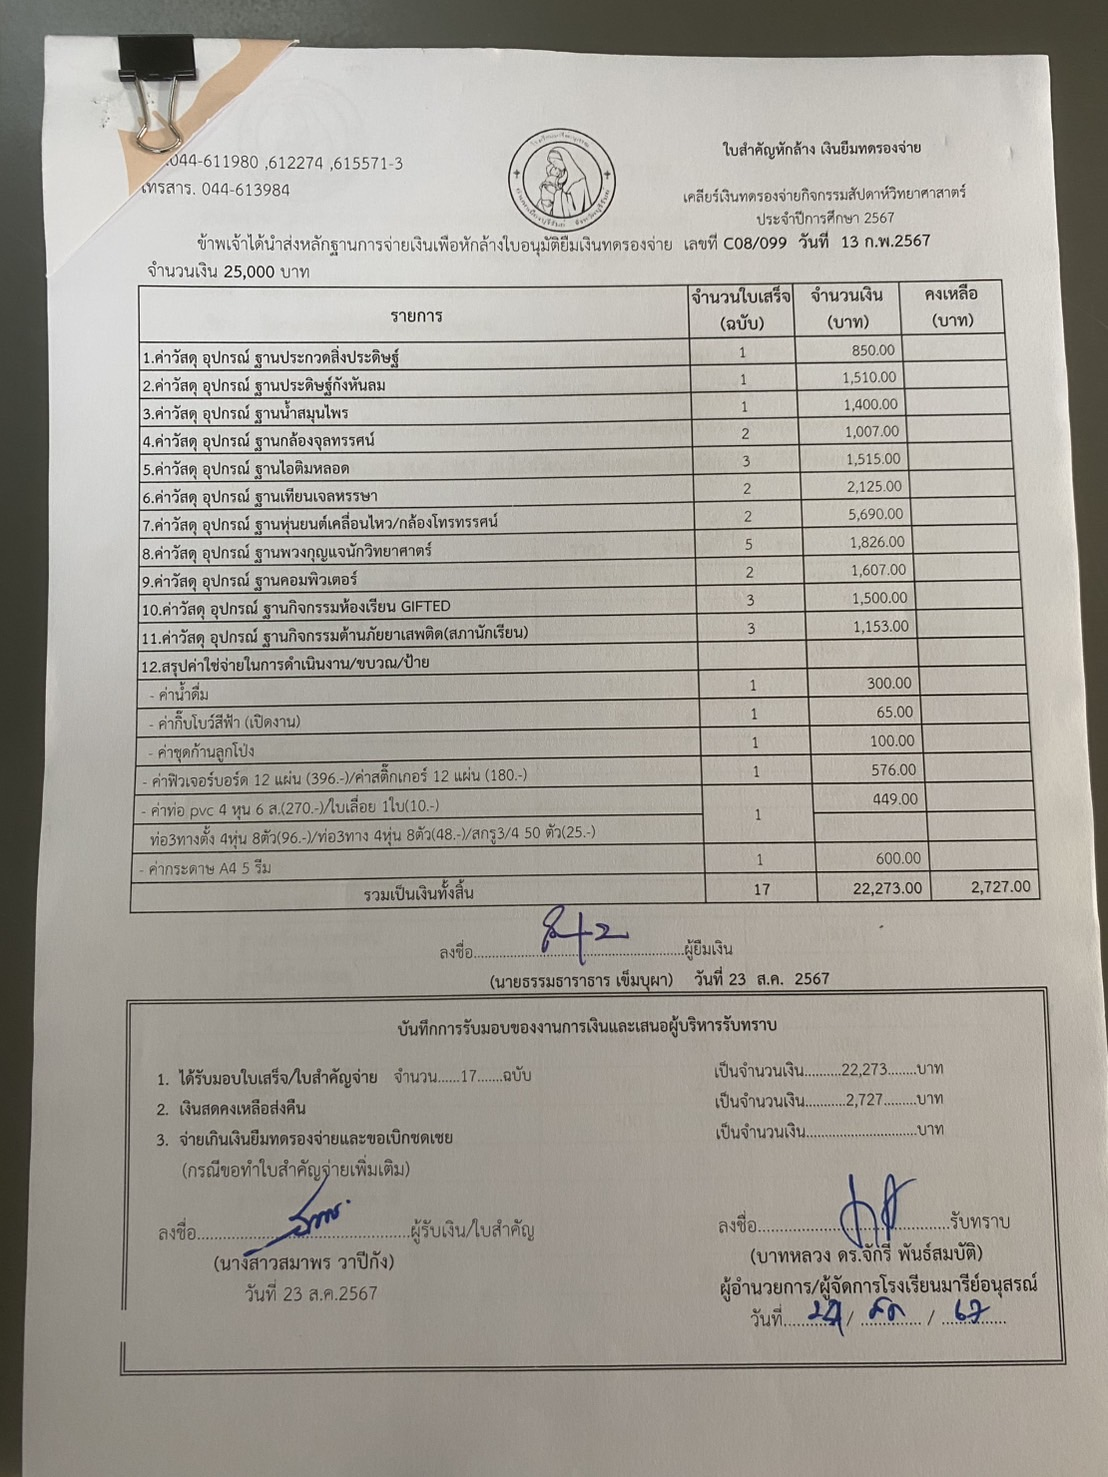 044-611980 ,612274 ,615571-3
โทรสาร. 044-613984
ใบสำคัญหักล้าง เงินยืมทดรองจ่าย
เคลียร์เงินทดรองจ่ายกิจกรรมสัปดาห์วิทยาศาสตร์
ประจำปีการศึกษา 2567
ข้าพเจ้าได้นำส่งหลักฐานการจ่ายเงินเพื่อหักล้างใบอนุมัติยืมเงินทดรองจ่าย เลขที่ C08/099 วันที่ 13 ก.พ.2567
จำนวนเงิน 25,000 บาท
รายการ จำนวนใบเสร็จ (ฉบับ) จำนวนเงิน (บาท) คงเหลือ (บาท)
1.ค่าวัสดุ อุปกรณ์ ฐานประกวดสิ่งประดิษฐ์ 1 850.00
2.ค่าวัสดุ อุปกรณ์ ฐานประดิษฐ์กังหันลม 1 1,510.00
3.ค่าวัสดุ อุปกรณ์ ฐานน้ำสมุนไพร 1 1,400.00
4.ค่าวัสดุ อุปกรณ์ ฐานกล้องจุลทรรศน์ 2 1,007.00
5.ค่าวัสดุ อุปกรณ์ ฐานไอติมหลอด 3 1,515.00
6.ค่าวัสดุ อุปกรณ์ ฐานเทียนเจลหรรษา 2 2,125.00
7.ค่าวัสดุ อุปกรณ์ ฐานหุ่นยนต์เคลื่อนไหว/กล้องโทรทรรศน์ 2 5,690.00
8.ค่าวัสดุ อุปกรณ์ ฐานพวงกุญแจนักวิทยาศาตร์ 5 1,826.00
9.ค่าวัสดุ อุปกรณ์ ฐานคอมพิวเตอร์ 2 1,607.00
10.ค่าวัสดุ อุปกรณ์ ฐานกิจกรรมห้องเรียน GIFTED 3 1,500.00
11.ค่าวัสดุ อุปกรณ์ ฐานกิจกรรมต้านภัยยาเสพติด(สภานักเรียน) 3 1,153.00
12.สรุปค่าใช่จ่ายในการดำเนินงาน/ขบวณ/ป้าย
- ค่าน้ำดื่ม 1 300.00
- ค่ากิ๊บโบว์สีฟ้า (เปิดงาน) 1 65.00
- ค่าชุดก้านลูกโป่ง 1 100.00
- ค่าฟิวเจอร์บอร์ด 12 แผ่น (396.-)/ค่าสติ๊กเกอร์ 12 แผ่น (180.-) 1 576.00
- ค่าท่อ pvc 4 หุน 6 ส.(270.-)/ใบเลื่อย 1ใบ(10.-) 1 449.00
ท่อ3ทางตั้ง 4หุ่น 8ตัว(96.-)/ท่อ3ทาง 4หุ่น 8ตัว(48.-)/สกรู3/4 50 ตัว(25.-)
- ค่ากระดาษ A4 5 รีม 1 600.00
รวมเป็นเงินทั้งสิ้น 17 22,273.00 2,727.00
ลงชื่อ............ผู้ยืมเงิน
(นายธรรมธาราธาร เข็มบุผา) วันที่ 23 ส.ค. 2567
บันทึกการรับมอบของงานการเงินและเสนอผู้บริหารรับทราบ
1. ได้รับมอบใบเสร็จ/ใบสำคัญจ่าย จำนวน.....17......ฉบับ เป็นจำนวนเงิน.........22,273.......บาท
2. เงินสดคงเหลือส่งคืน เป็นจำนวนเงิน..........2,727........บาท
3. จ่ายเกินเงินยืมทดรองจ่ายและขอเบิกชดเชย เป็นจำนวนเงิน............................บาท
(กรณีขอทำใบสำคัญจ่ายเพิ่มเติม)
ลงชื่อ............ผู้รับเงิน/ใบสำคัญ ลงชื่อ............รับทราบ
(นางสาวสมาพร วาปีกัง) (บาทหลวง ดร.จักรี พันธ์สมบัติ)
วันที่ 23 ส.ค.2567 ผู้อำนวยการ/ผู้จัดการโรงเรียนมารีย์อนุสรณ์
วันที่............/ ............ / 67